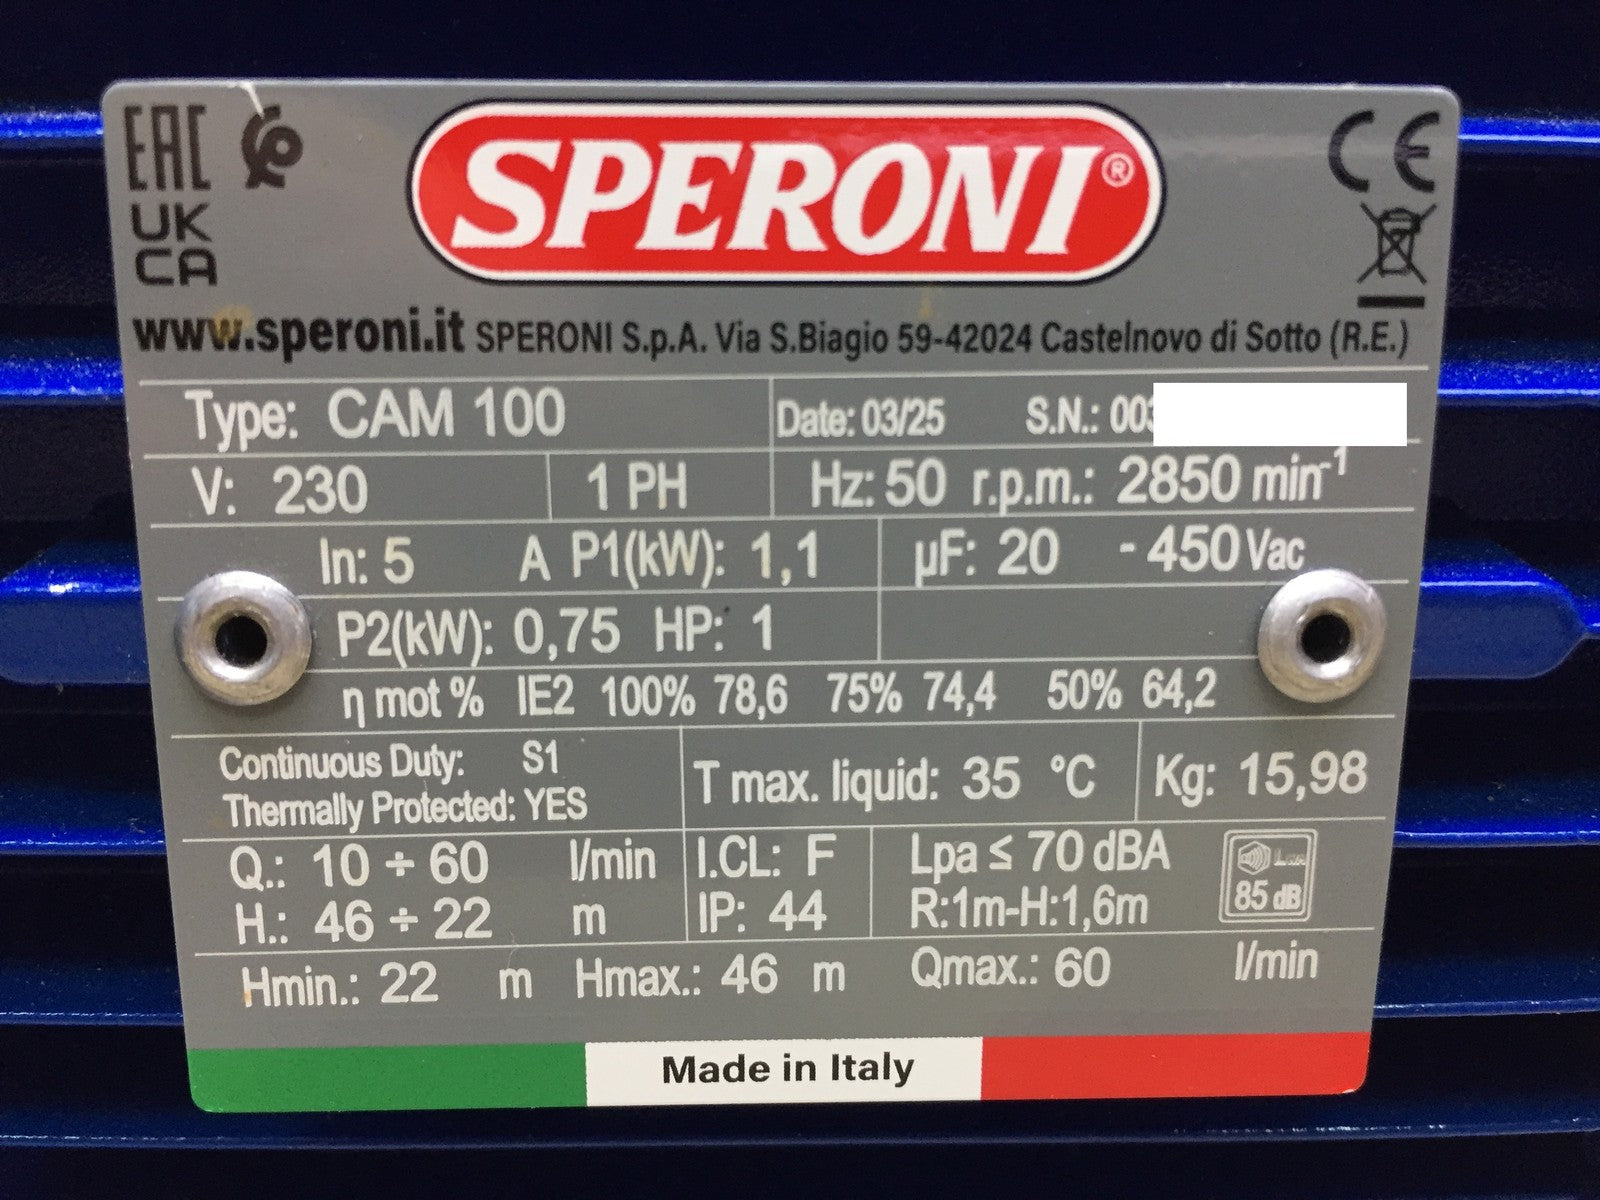 EAC
UK
CA
SPERONI®
CE
www.speroni.it SPERONI S.p.A. Via S.Biagio 59-42024 Castelnovo di Sotto (R.E.)
Type: CAM 100 Date: 03/25 S.N.: 003
V: 230 1 PH Hz: 50 r.p.m.: 2850 min⁻¹
In: 5 A P1(kW): 1,1 µF: 20 - 450 Vac
P2(kW): 0,75 HP: 1
η mot % IE2 100% 78,6 75% 74,4 50% 64,2
Continuous Duty: S1
Thermally Protected: YES
T max. liquid: 35 °C Kg: 15,98
Q.: 10 ÷ 60 l/min I.CL: F Lpa ≤ 70 dBA LWA
H.: 46 ÷ 22 m IP: 44 R:1m-H:1,6m 85 dB
Hmin.: 22 m Hmax.: 46 m Qmax.: 60 l/min
Made in Italy